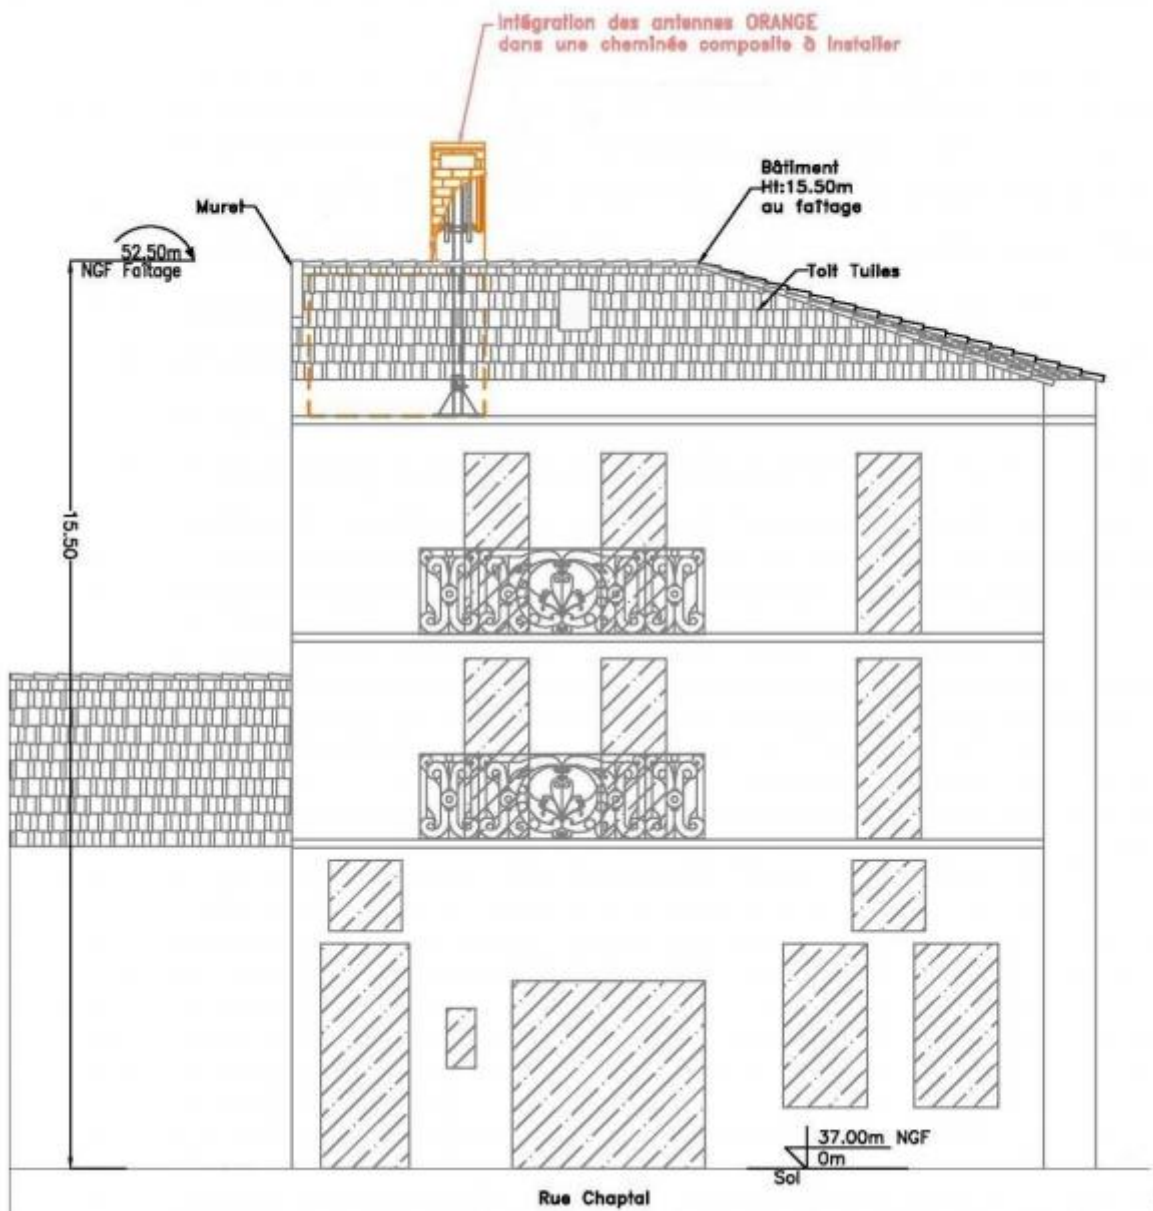 Intégration des antennes ORANGE
dans une cheminée composite à Installer
Bâtiment
Ht:15.50m
au faîtage
Muret
52.50m
NGF Faîtage
Toit Tuiles
15.50
37.00m NGF
0m
Sol
Rue Chaptal